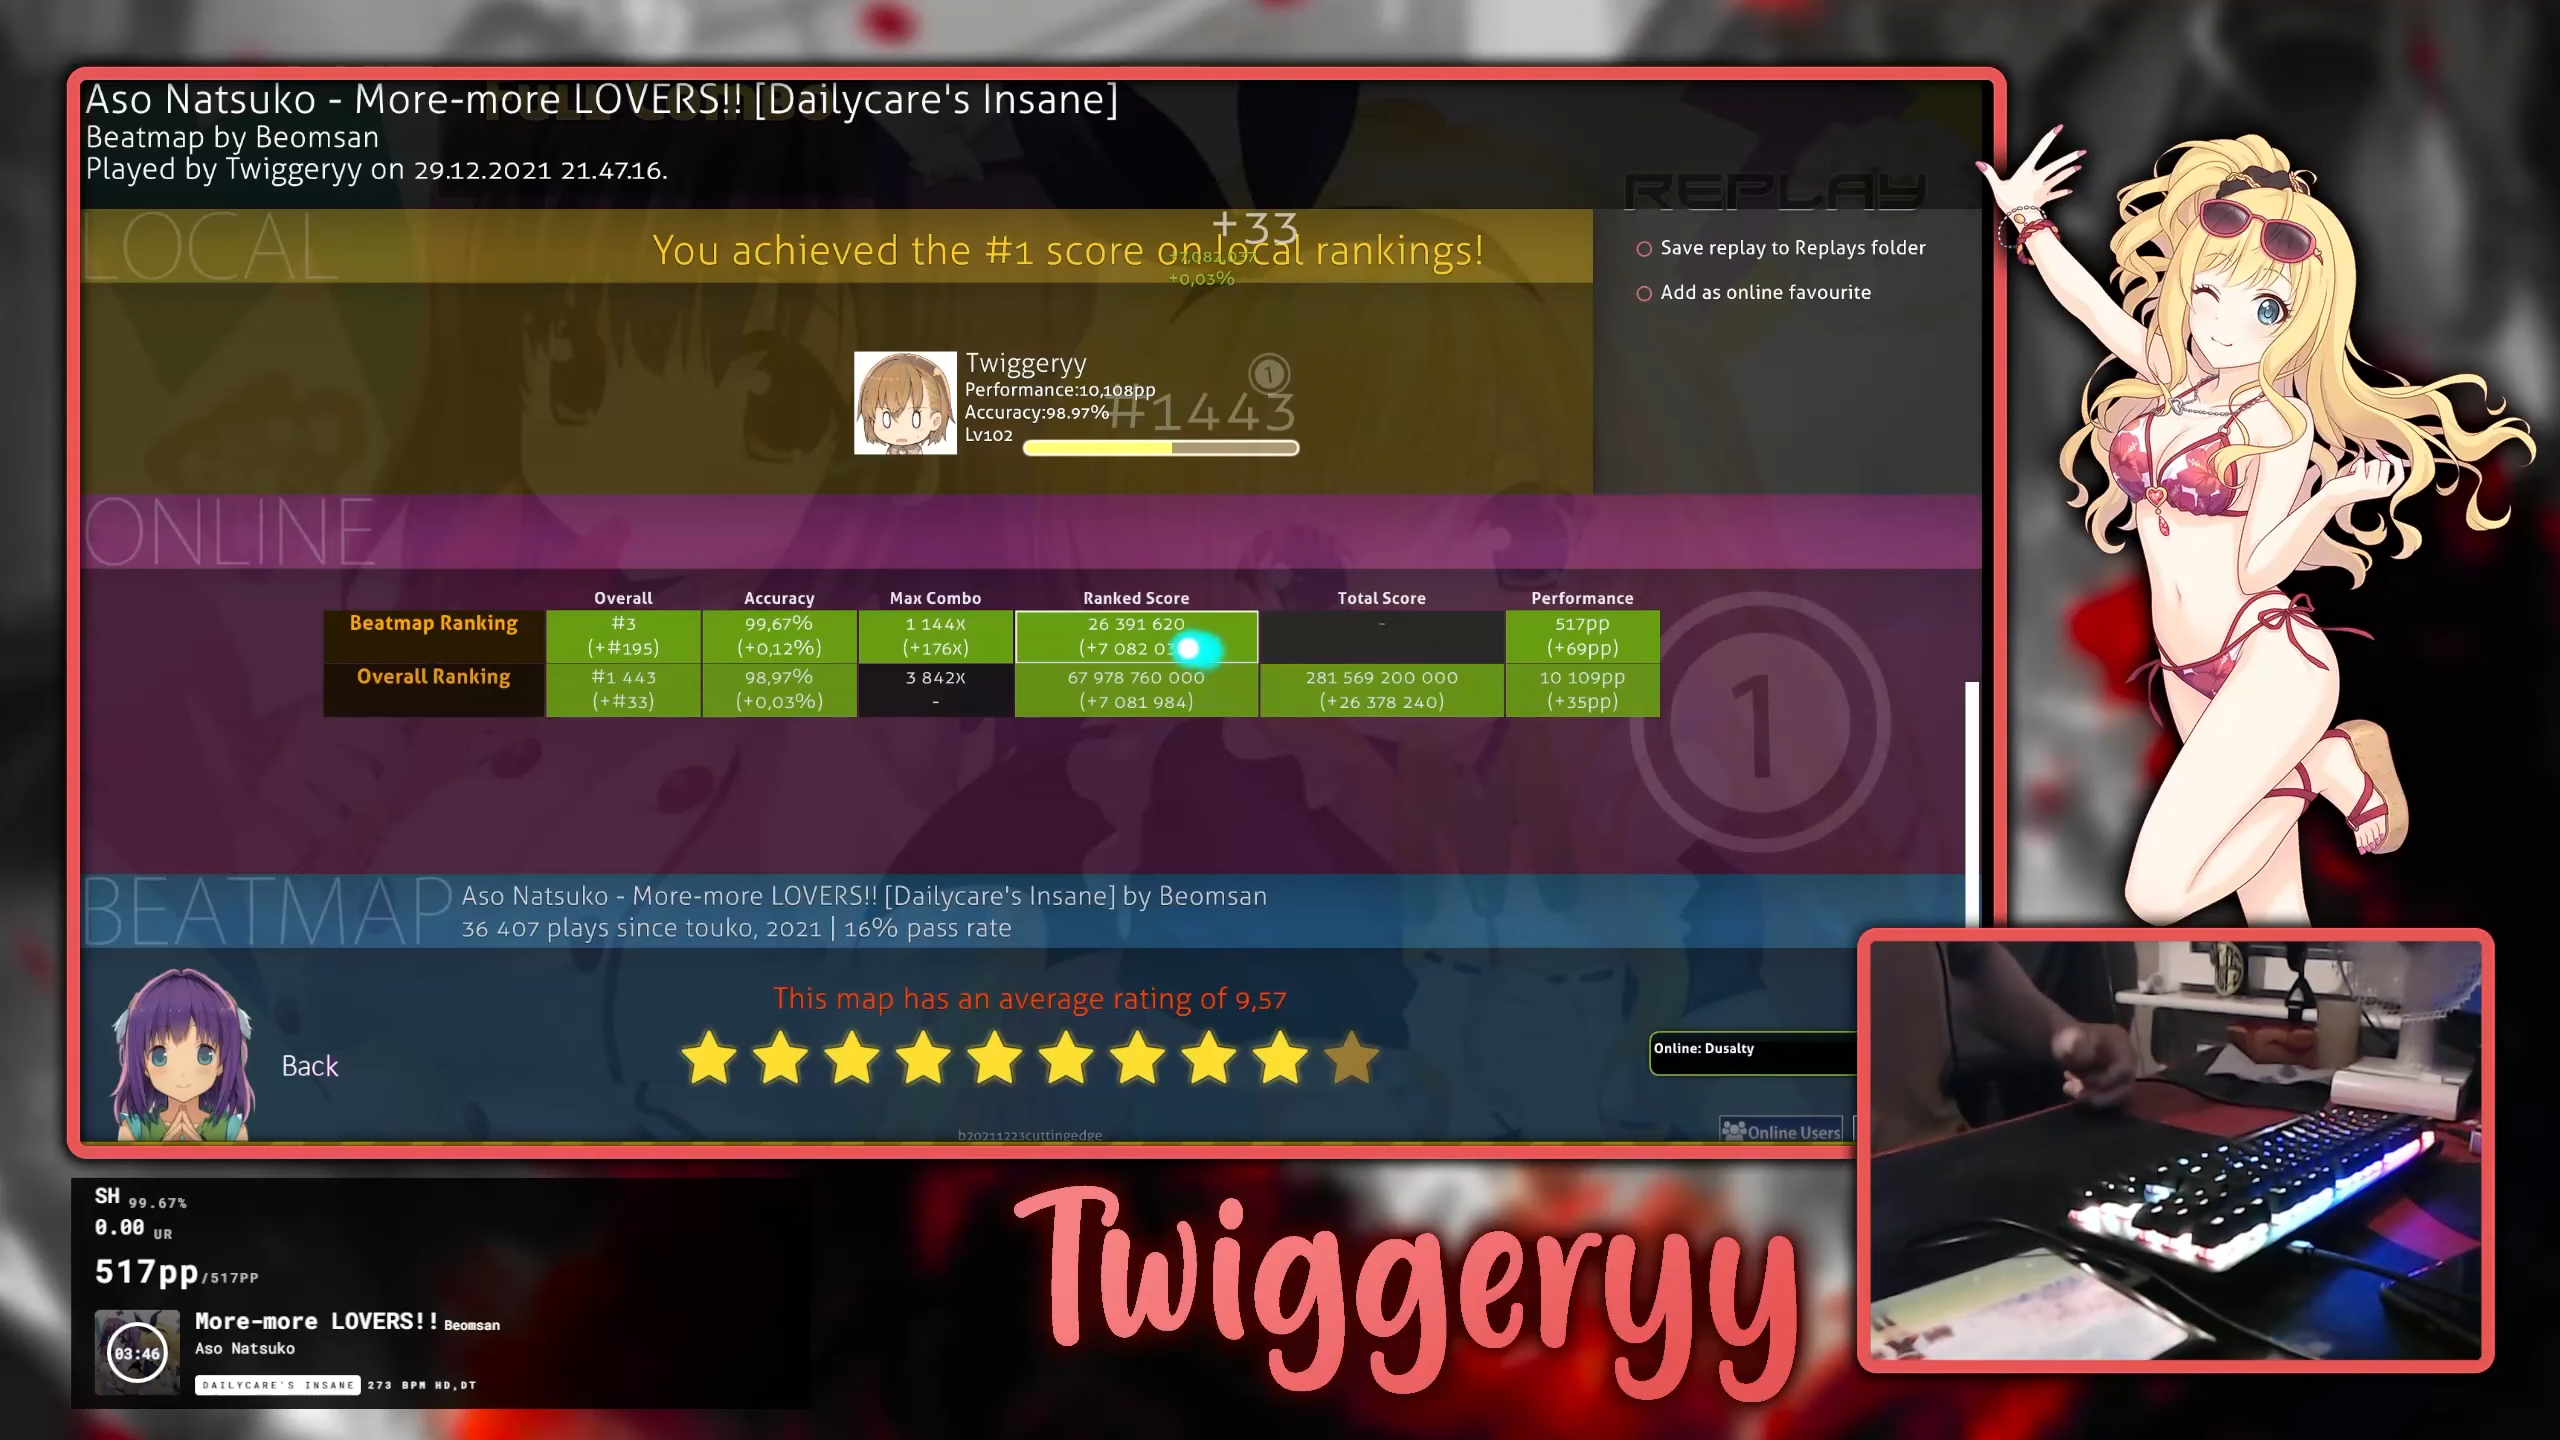 Aso Natsuko - More-more LOVERS!! [Dailycare's Insane]
Beatmap by Beomsan
Played by Twiggeryy on 29.12.2021 21.47.16.
REPLAY
LOCAL
+33
You achieved the #1 score on local rankings!
+0,03%
Save replay to Replays folder
Add as online favourite
Twiggeryy
Performance:10,108pp
Accuracy:98.97%
Lv102
1
#1443
ONLINE
Overall Accuracy Max Combo Ranked Score Total Score Performance
Beatmap Ranking #3 99,67% 1 144x 26 391 620 - 517pp
(+#195) (+0,12%) (+176x) (+7 082 0 (+69pp)
Overall Ranking #1 443 98,97% 3 842x 67 978 760 000 281 569 200 000 10 109pp
(+#33) (+0,03%) - (+7 081 984) (+26 378 240) (+35pp)
1
BEATMAP
Aso Natsuko - More-more LOVERS!! [Dailycare's Insane] by Beomsan
36 407 plays since touko, 2021 | 16% pass rate
This map has an average rating of 9,57
Back
Online: Dusalty
b20211223cuttingedge
Online Users
SH 99.67%
0.00 UR
517pp/517PP
More-more LOVERS!! Beomsan
Aso Natsuko
03:46
DAILYCARE'S INSANE 273 BPM HD,DT
Twiggeryy